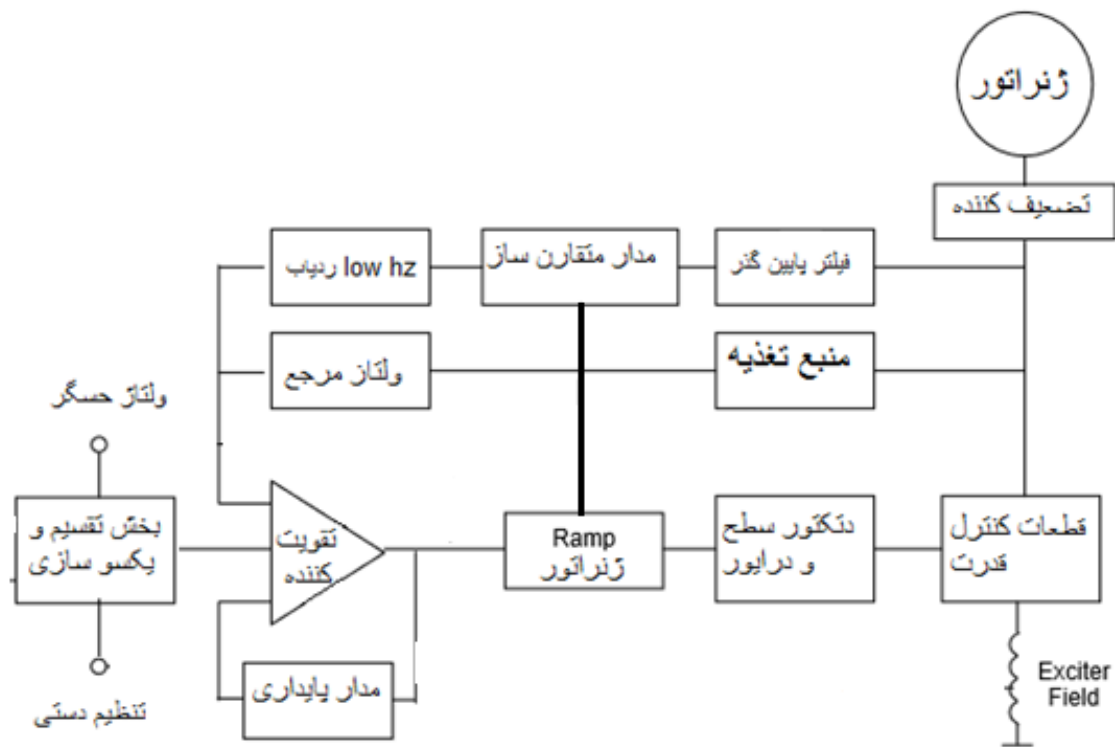 ژنراتور
تضعیف کننده
فیلتر پایین گذر
مدار متقارن ساز
ردیاب low hz
منبع تغذیه
ولتاز مرجع
ولتاژ حسگر
بخش تقسیم و
یکسو سازی
تقویت
کننده
Ramp
ژنراتور
دتکتور سطح
و درایور
قطعات کنترل
قدرت
مدار پایداری
تنظیم دستی
Exciter
Field